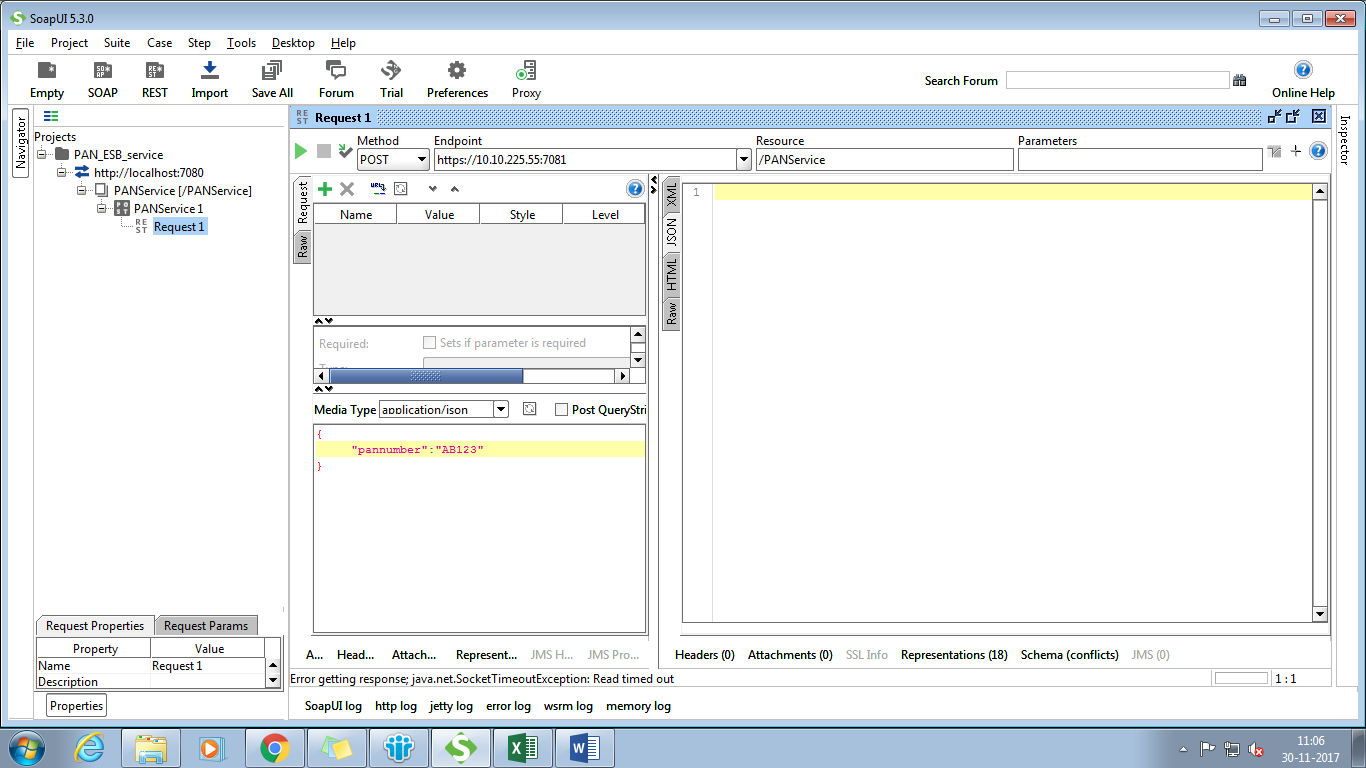 SoapUI 5.3.0
File Project Suite Case Step Tools Desktop Help
Empty SOAP REST Import Save All Forum Trial Preferences Proxy Search Forum Online Help
Navigator
Projects
PAN_ESB_service
http://localhost:7080
PANService [/PANService]
PANService 1
Request 1
Request Properties Request Params
Property Value
Name Request 1
Description
Properties
Request 1
Method Endpoint Resource Parameters
POST https://10.10.225.55:7081 /PANService
Request
Raw
Name Value Style Level
Required: Sets if parameter is required
Media Type application/json Post QueryStri
{
"pannumber":"AB123"
}
A... Head... Attach... Represent... JMS H... JMS Pro...
XML
JSON
HTML
Raw
1
Headers (0) Attachments (0) SSL Info Representations (18) Schema (conflicts) JMS (0)
Error getting response; java.net.SocketTimeoutException: Read timed out 1 : 1
SoapUI log http log jetty log error log wsrm log memory log
Inspector
11:06
30-11-2017